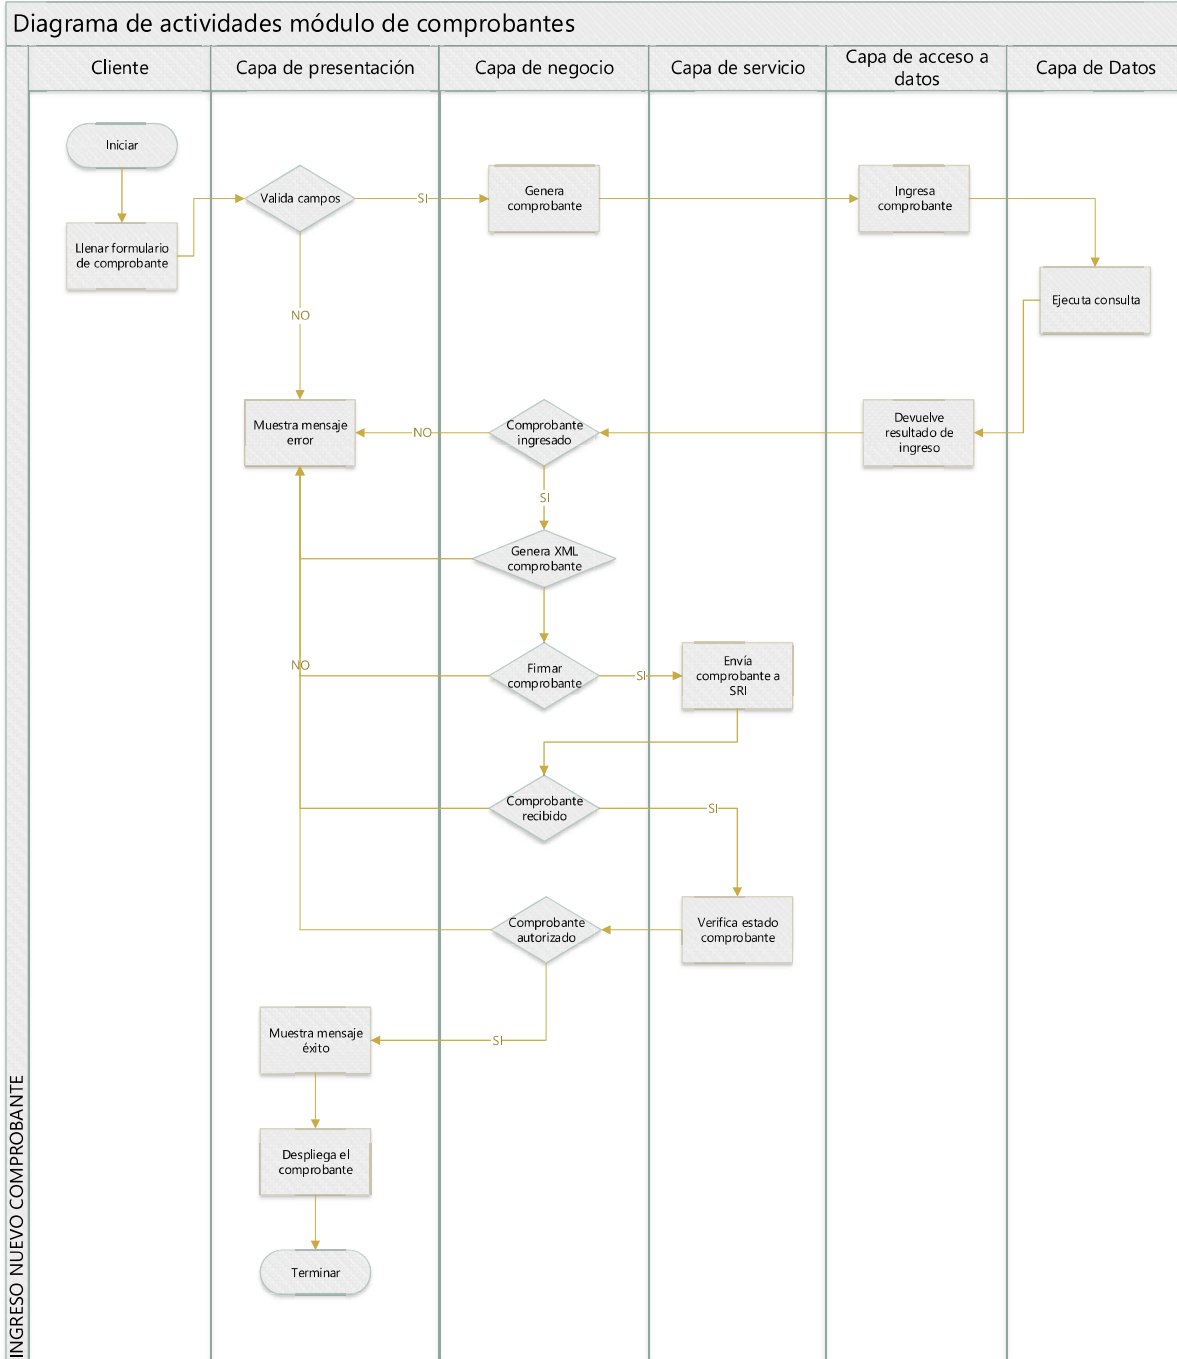 Diagrama de actividades módulo de comprobantes
Cliente
Capa de presentación
Capa de negocio
Capa de servicio
Capa de acceso a
datos
Capa de Datos
INGRESO NUEVO COMPROBANTE
Iniciar
Llenar formulario
de comprobante
Valida campos
SI
Genera
comprobante
Ingresa
comprobante
Ejecuta consulta
NO
Muestra mensaje
error
NO
Comprobante
ingresado
Devuelve
resultado de
ingreso
SI
Genera XML
comprobante
NO
Firmar
comprobante
SI
Envía
comprobante a
SRI
Comprobante
recibido
SI
Comprobante
autorizado
Verifica estado
comprobante
Muestra mensaje
éxito
SI
Despliega el
comprobante
Terminar